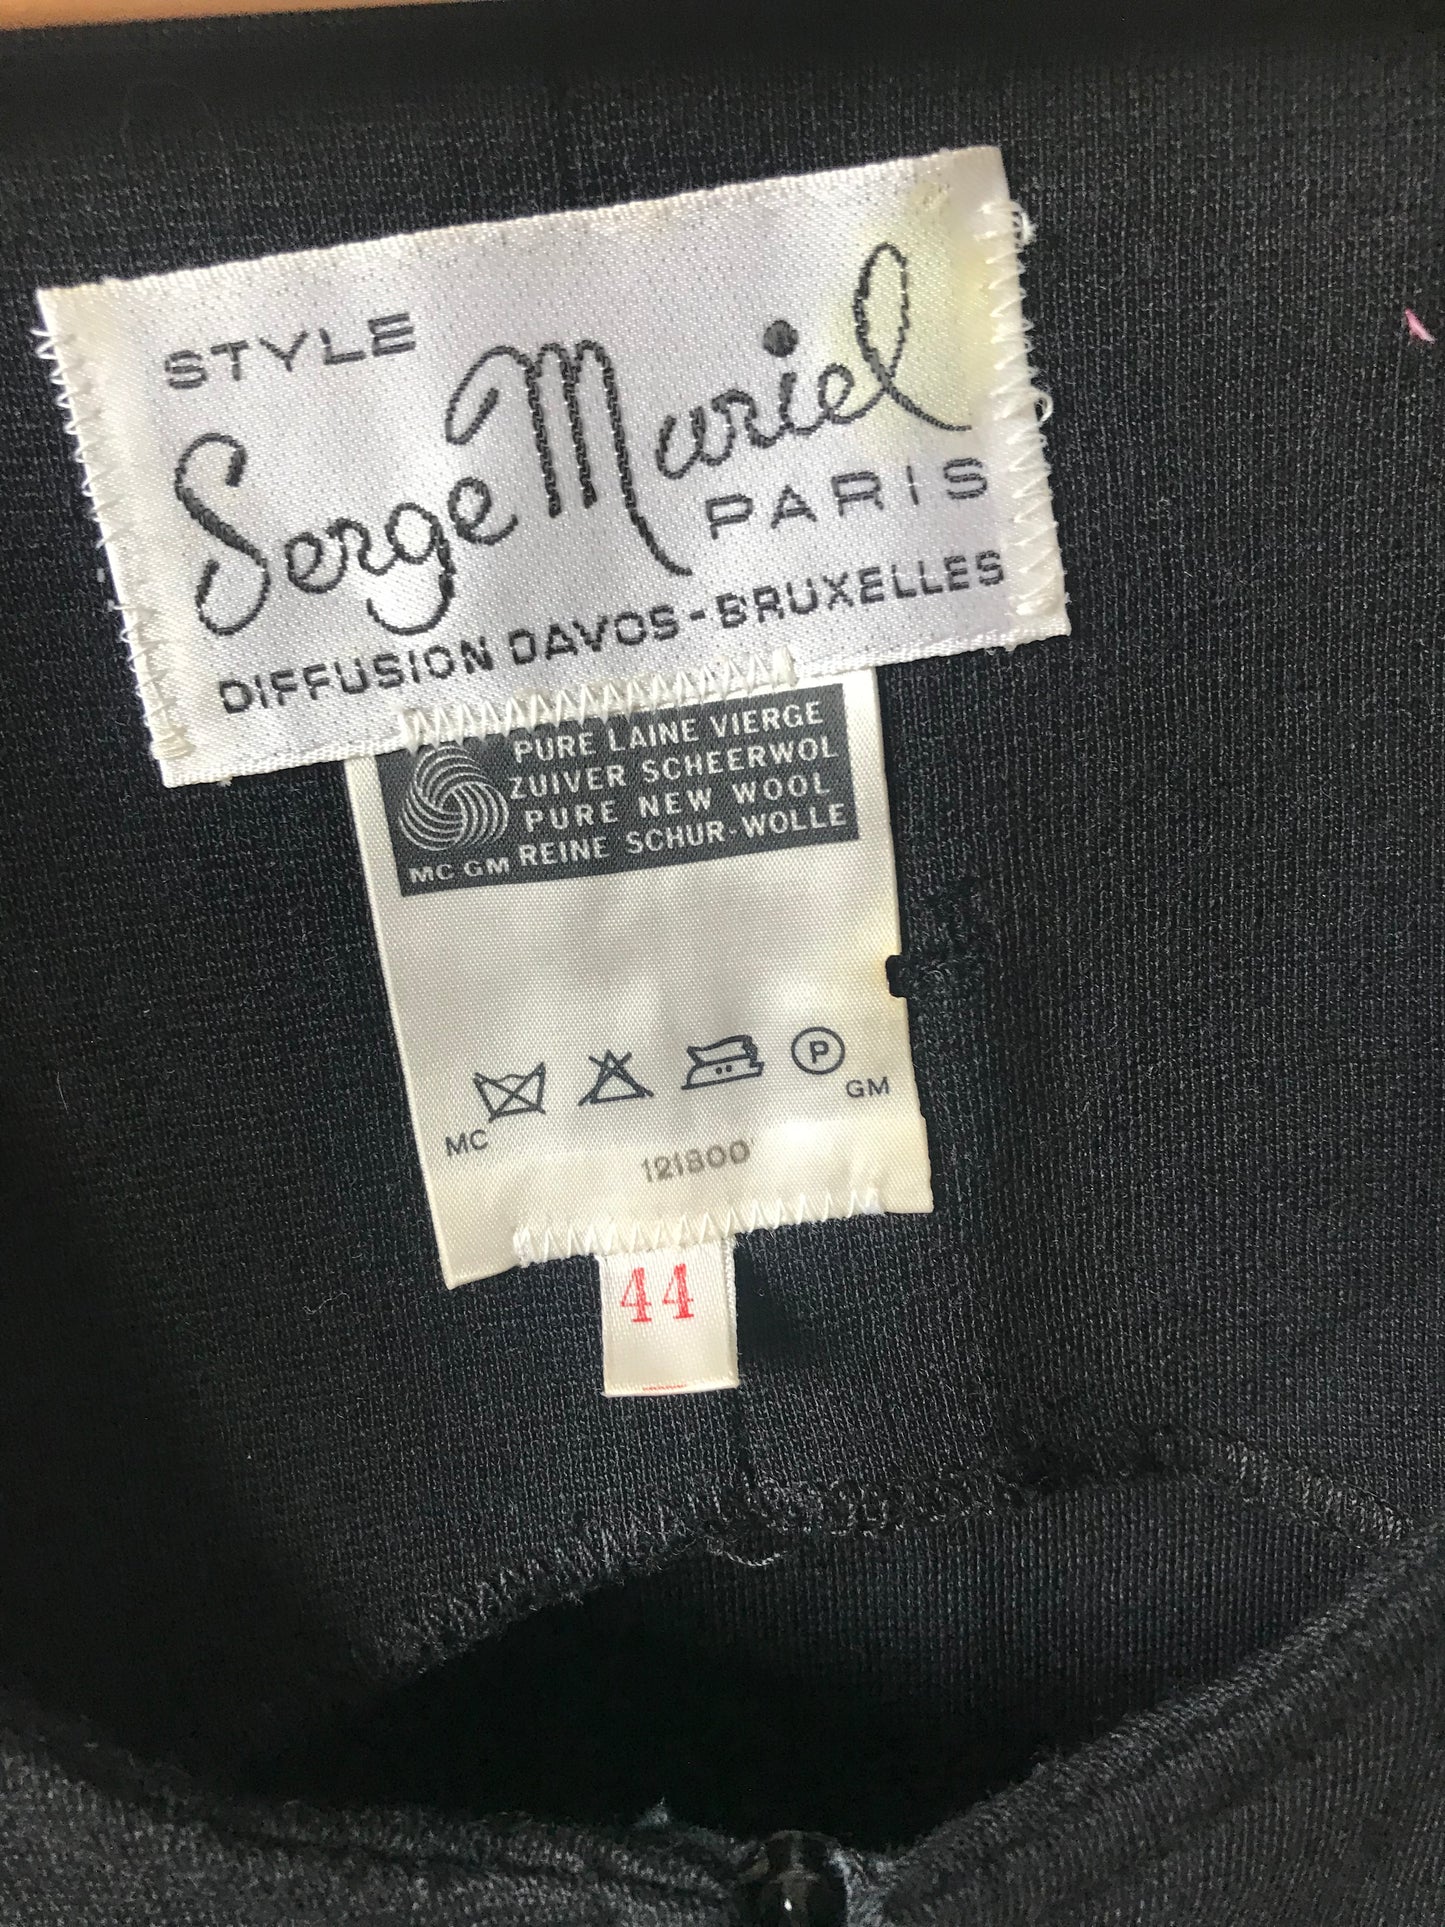 STYLE
Serge Mariel
PARIS
DIFFUSION DAVOS-BRUXELLES
PURE LAINE VIERGE
ZUIVER SCHEERWOL
PURE NEW WOOL
MC GM REINE SCHUR-WOLLE
P
MC GM
121800
44